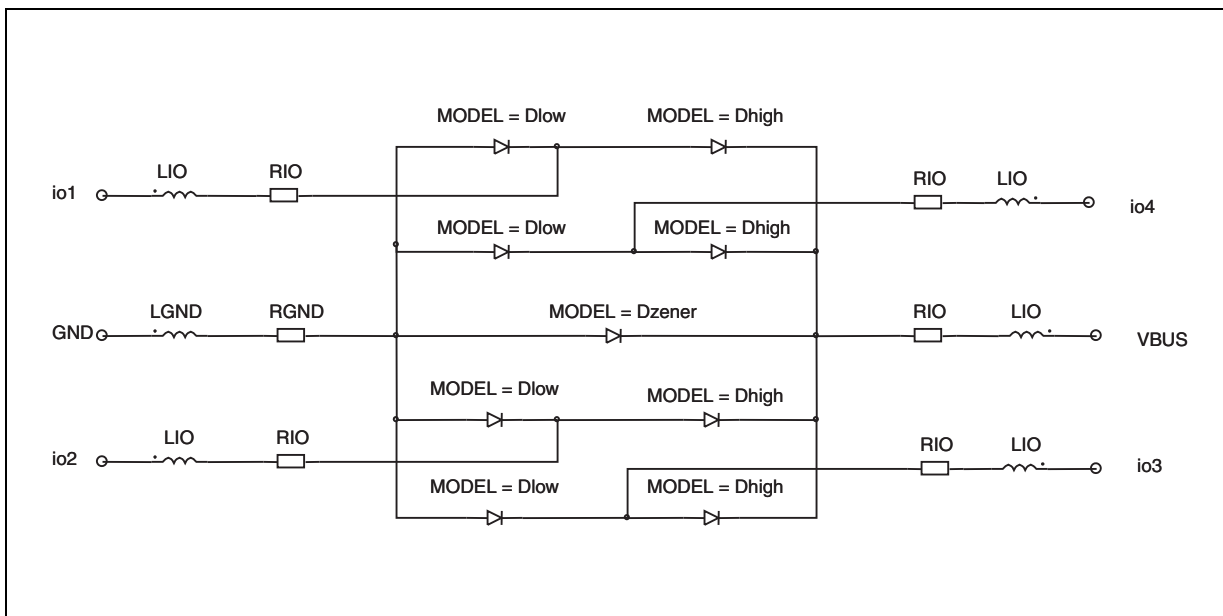 MODEL = Dlow MODEL = Dhigh
LIO RIO RIO LIO
io1 io4
MODEL = Dlow MODEL = Dhigh
LGND RGND MODEL = Dzener RIO LIO
GND VBUS
MODEL = Dlow MODEL = Dhigh
LIO RIO RIO LIO
io2 io3
MODEL = Dlow MODEL = Dhigh